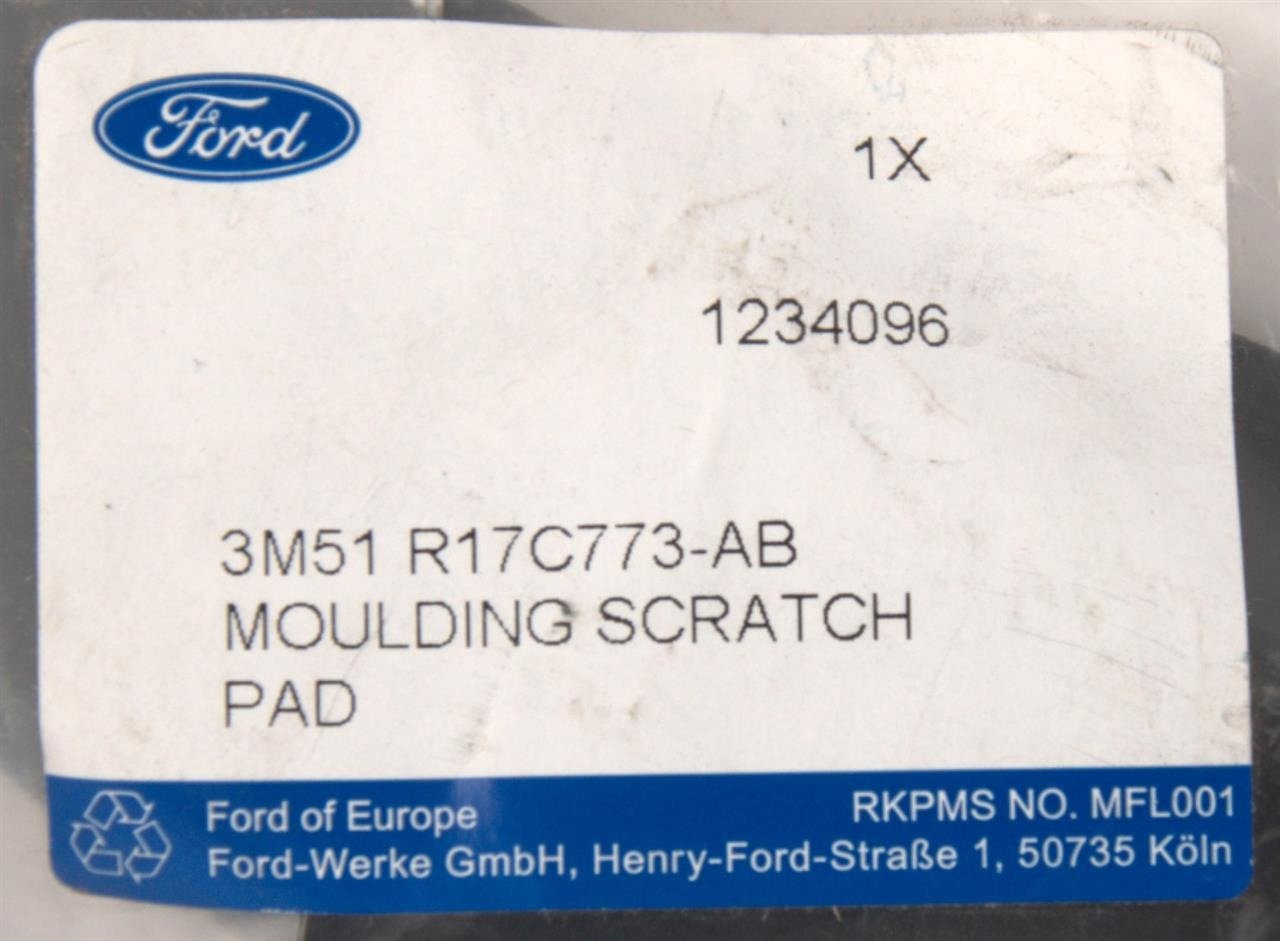 Ford
1X
1234096
3M51 R17C773-AB
MOULDING SCRATCH
PAD
Ford of Europe
RKPMS NO. MFL001
Ford-Werke GmbH, Henry-Ford-Straße 1, 50735 Köln